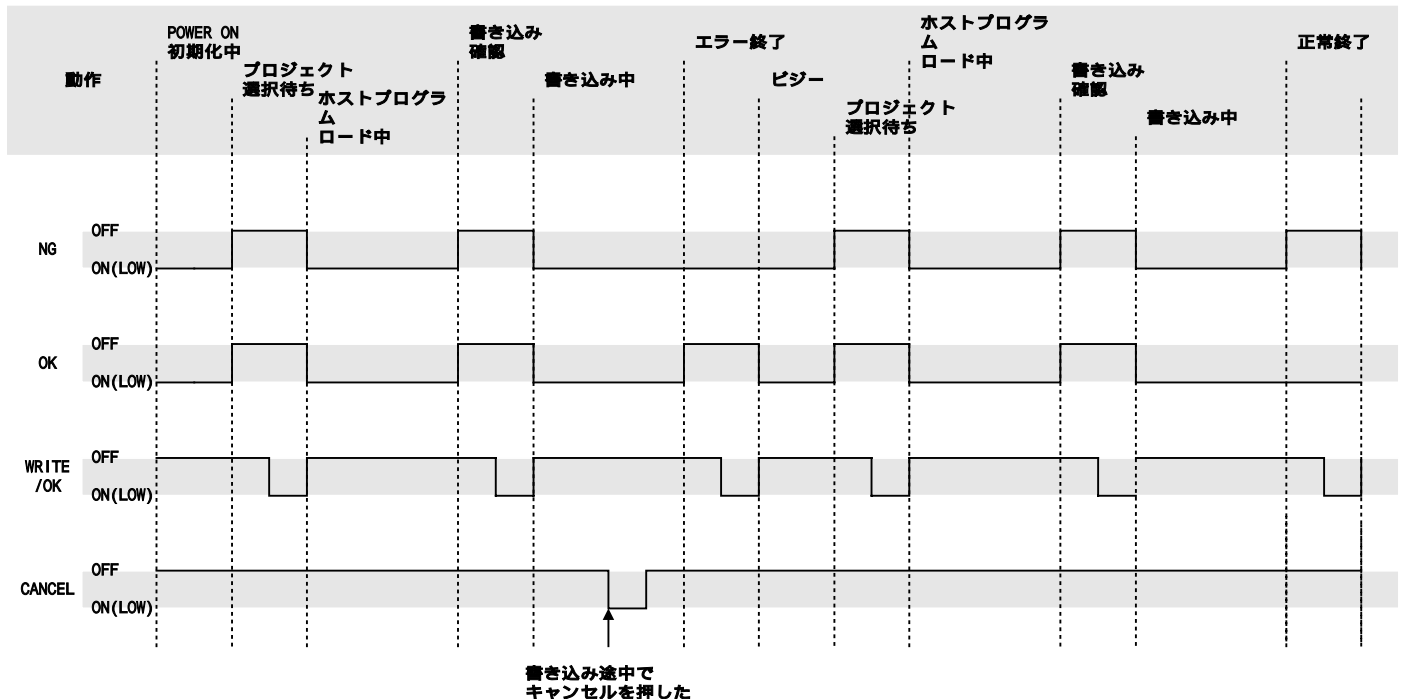 動作
POWER ON
初期化中
プロジェクト
選択待ち
ホストプログラ
ム
ロード中
書き込み
確認
書き込み中
エラー終了
ビジー
プロジェクト
選択待ち
ホストプログラ
ム
ロード中
書き込み
確認
書き込み中
正常終了
NG
OFF
ON(LOW)
OK
OFF
ON(LOW)
WRITE
/OK
OFF
ON(LOW)
CANCEL
OFF
ON(LOW)
書き込み途中で
キャンセルを押した